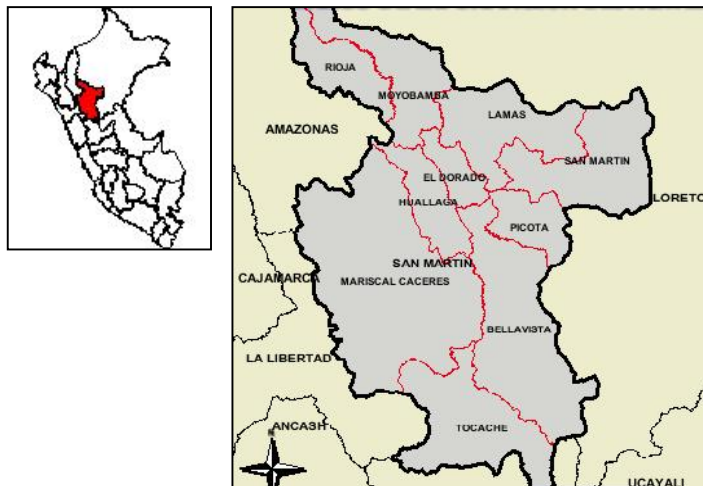 RIOJA
MOYOBAMBA
LAMAS
AMAZONAS
SAN MARTIN
EL DORADO
LORETO
HUALLAGA
PICOTA
SAN MARTIN
CAJAMARCA
MARISCAL CACERES
BELLAVISTA
LA LIBERTAD
ANCASH
TOCACHE
UCAYALI